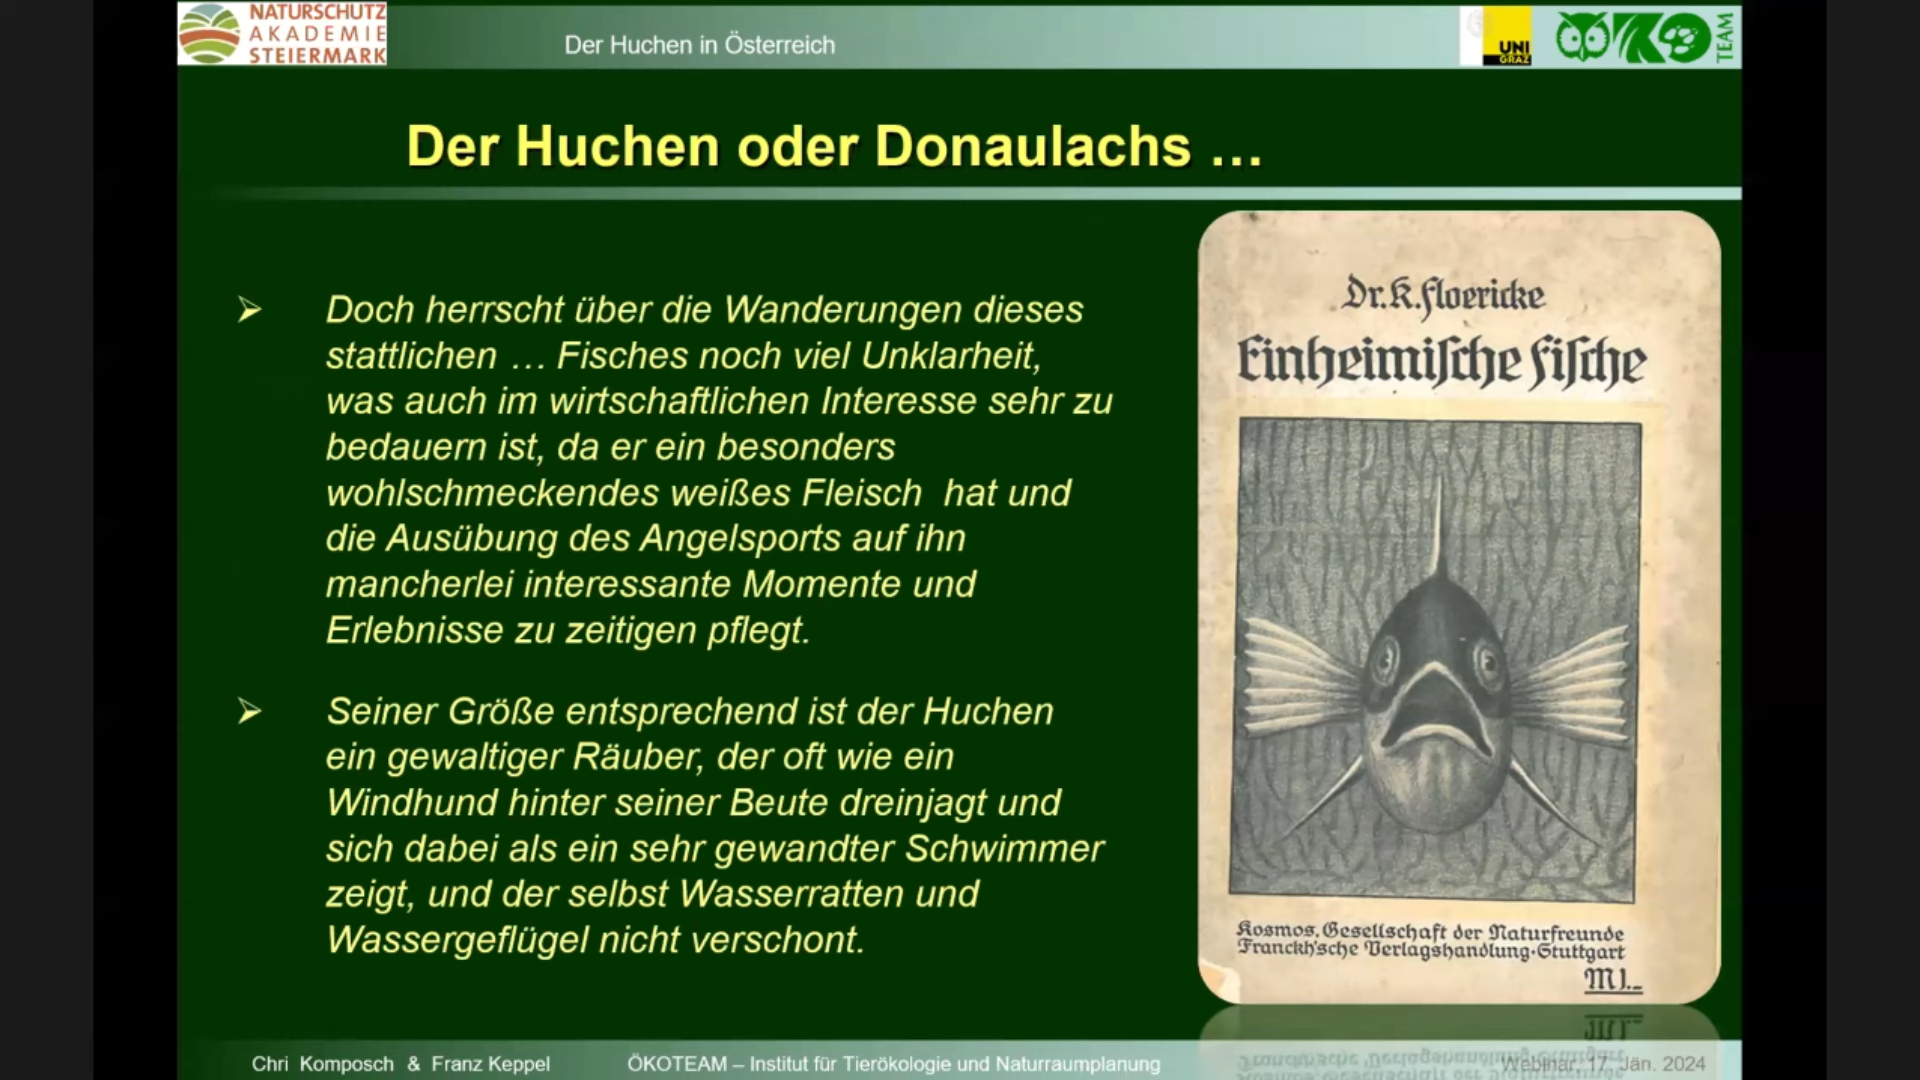 NATURSCHUTZ
AKADEMIE
STEIERMARK
Der Huchen in Österreich
UNI
GRAZ
ÖKO
TEAM
Der Huchen oder Donaulachs …
Doch herrscht über die Wanderungen dieses
stattlichen … Fisches noch viel Unklarheit,
was auch im wirtschaftlichen Interesse sehr zu
bedauern ist, da er ein besonders
wohlschmeckendes weißes Fleisch hat und
die Ausübung des Angelsports auf ihn
mancherlei interessante Momente und
Erlebnisse zu zeitigen pflegt.
Seiner Größe entsprechend ist der Huchen
ein gewaltiger Räuber, der oft wie ein
Windhund hinter seiner Beute dreinjagt und
sich dabei als ein sehr gewandter Schwimmer
zeigt, und der selbst Wasserratten und
Wassergeflügel nicht verschont.
Dr. K. Floericke
Einheimiſche Fiſche
Kosmos, Gesellschaft der Naturfreunde
Franckh'sche Verlagshandlung · Stuttgart
M 1.-
Chri Komposch & Franz Keppel
ÖKOTEAM – Institut für Tierökologie und Naturraumplanung
Webinar, 17. Jän. 2024